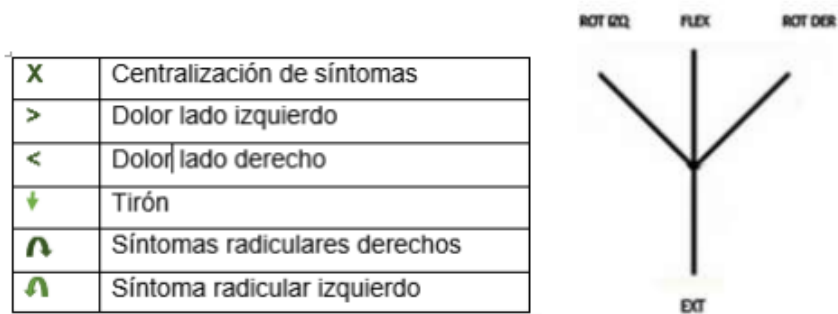 ROT IZQ FLEX ROT DER
X Centralización de síntomas
> Dolor lado izquierdo
< Dolor lado derecho
Tirón
Síntomas radiculares derechos
Síntoma radicular izquierdo
EXT